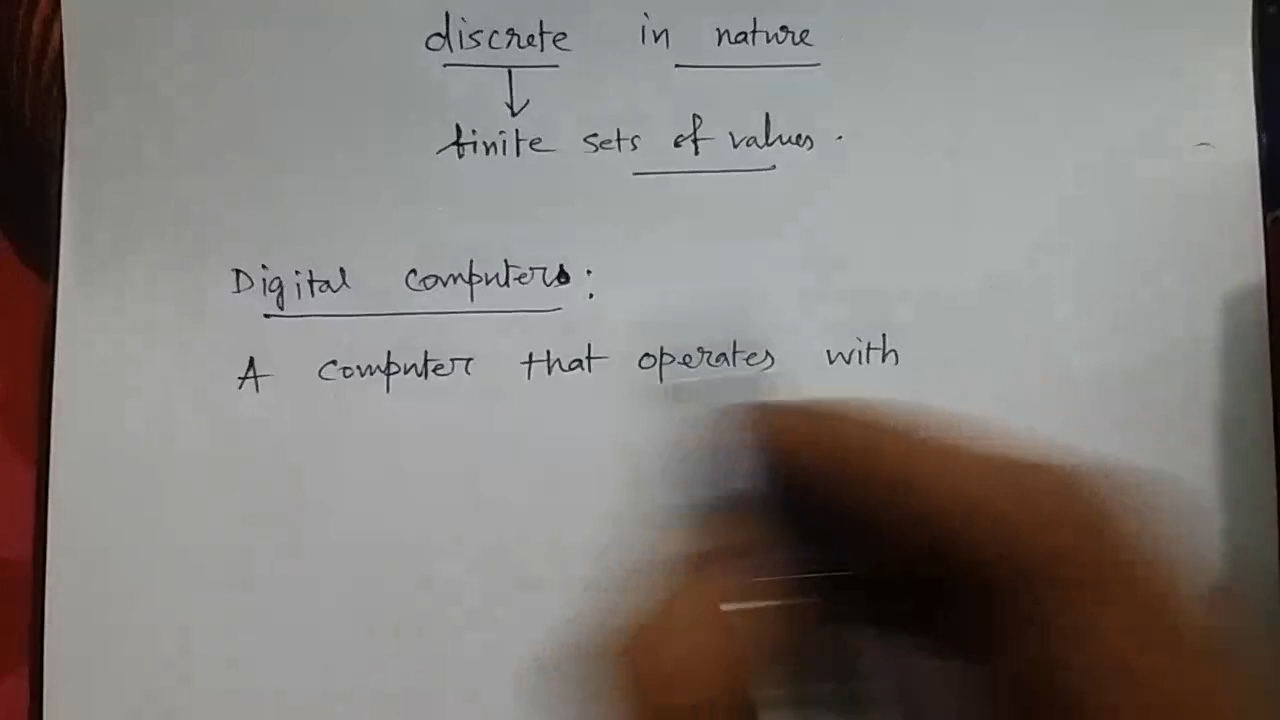 discrete in nature
finite sets of values.
Digital computers:
A computer that operates with